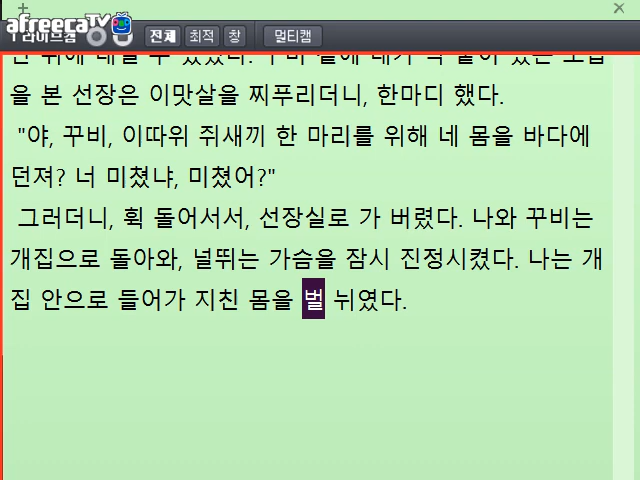 afreecaTV
라이브캠
전체 최적 창 멀티캠
을 본 선장은 이맛살을 찌푸리더니, 한마디 했다.
"야, 꾸비, 이따위 쥐새끼 한 마리를 위해 네 몸을 바다에
던져? 너 미쳤냐, 미쳤어?"
그러더니, 홱 돌아서서, 선장실로 가 버렸다. 나와 꾸비는
개집으로 돌아와, 널뛰는 가슴을 잠시 진정시켰다. 나는 개
집 안으로 들어가 지친 몸을 벌 뉘였다.